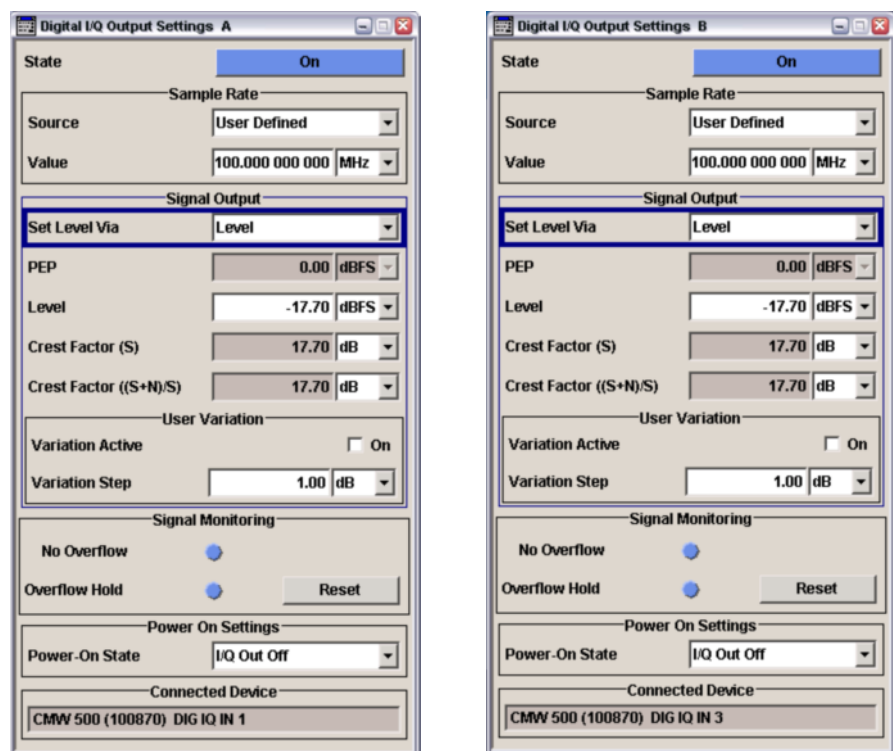 Digital I/Q Output Settings A
State On
Sample Rate
Source User Defined
Value 100.000 000 000 MHz
Signal Output
Set Level Via Level
PEP 0.00 dBFS
Level -17.70 dBFS
Crest Factor (S) 17.70 dB
Crest Factor ((S+N)/S) 17.70 dB
User Variation
Variation Active On
Variation Step 1.00 dB
Signal Monitoring
No Overflow
Overflow Hold Reset
Power On Settings
Power-On State I/Q Out Off
Connected Device
CMW 500 (100870) DIG IQ IN 1
Digital I/Q Output Settings B
State On
Sample Rate
Source User Defined
Value 100.000 000 000 MHz
Signal Output
Set Level Via Level
PEP 0.00 dBFS
Level -17.70 dBFS
Crest Factor (S) 17.70 dB
Crest Factor ((S+N)/S) 17.70 dB
User Variation
Variation Active On
Variation Step 1.00 dB
Signal Monitoring
No Overflow
Overflow Hold Reset
Power On Settings
Power-On State I/Q Out Off
Connected Device
CMW 500 (100870) DIG IQ IN 3